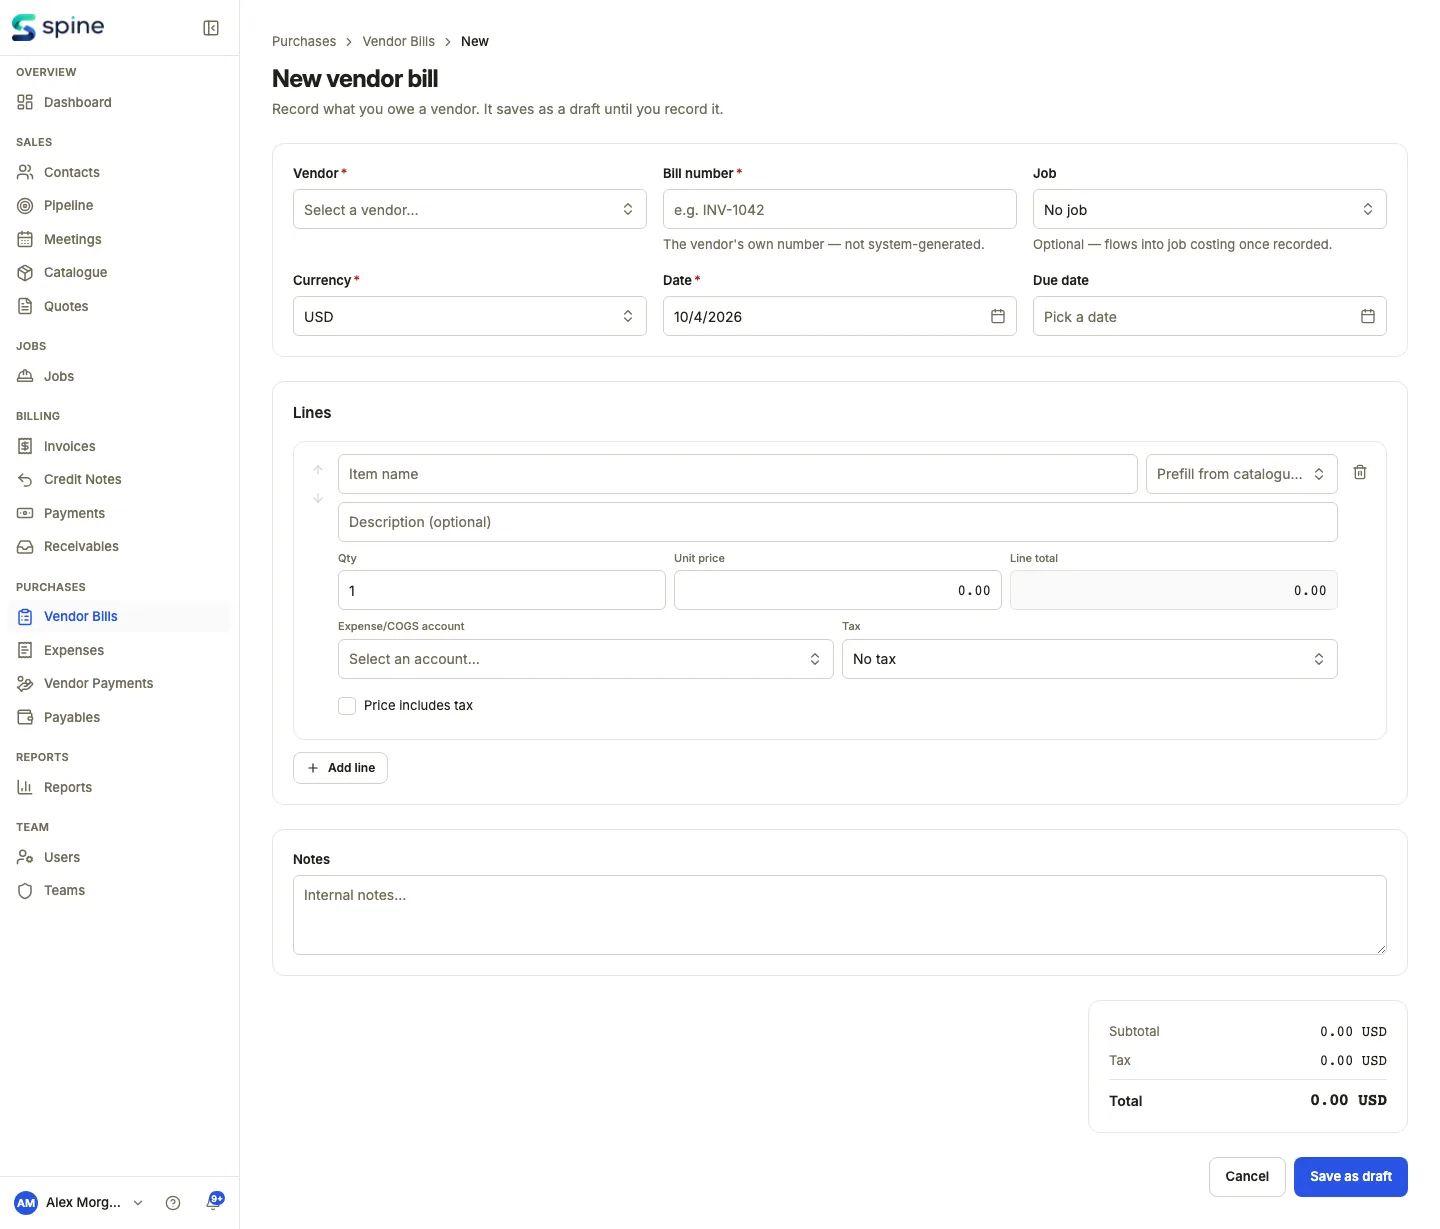 spine
OVERVIEW
Dashboard
SALES
Contacts
Pipeline
Meetings
Catalogue
Quotes
JOBS
Jobs
BILLING
Invoices
Credit Notes
Payments
Receivables
PURCHASES
Vendor Bills
Expenses
Vendor Payments
Payables
REPORTS
Reports
TEAM
Users
Teams
AM Alex Morg... 9+
Purchases > Vendor Bills > New
New vendor bill
Record what you owe a vendor. It saves as a draft until you record it.
Vendor* Bill number* Job
Select a vendor... e.g. INV-1042 No job
The vendor's own number — not system-generated. Optional — flows into job costing once recorded.
Currency* Date* Due date
USD 10/4/2026 Pick a date
Lines
Item name Prefill from catalogu...
Description (optional)
Qty Unit price Line total
1 0.00 0.00
Expense/COGS account Tax
Select an account... No tax
Price includes tax
+ Add line
Notes
Internal notes...
Subtotal 0.00 USD
Tax 0.00 USD
Total 0.00 USD
Cancel Save as draft